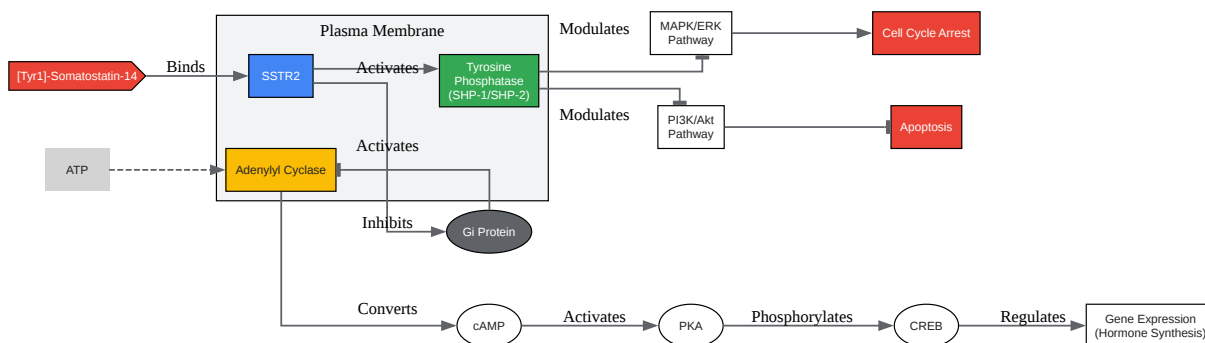 Plasma Membrane
Modulates
MAPK/ERK
Pathway
Cell Cycle Arrest
[Tyr1]-Somatostatin-14
Binds
SSTR2
Activates
Tyrosine
Phosphatase
(SHP-1/SHP-2)
Modulates
PI3K/Akt
Pathway
Apoptosis
ATP
Adenylyl Cyclase
Activates
Inhibits
Gi Protein
Converts
cAMP
Activates
PKA
Phosphorylates
CREB
Regulates
Gene Expression
(Hormone Synthesis)